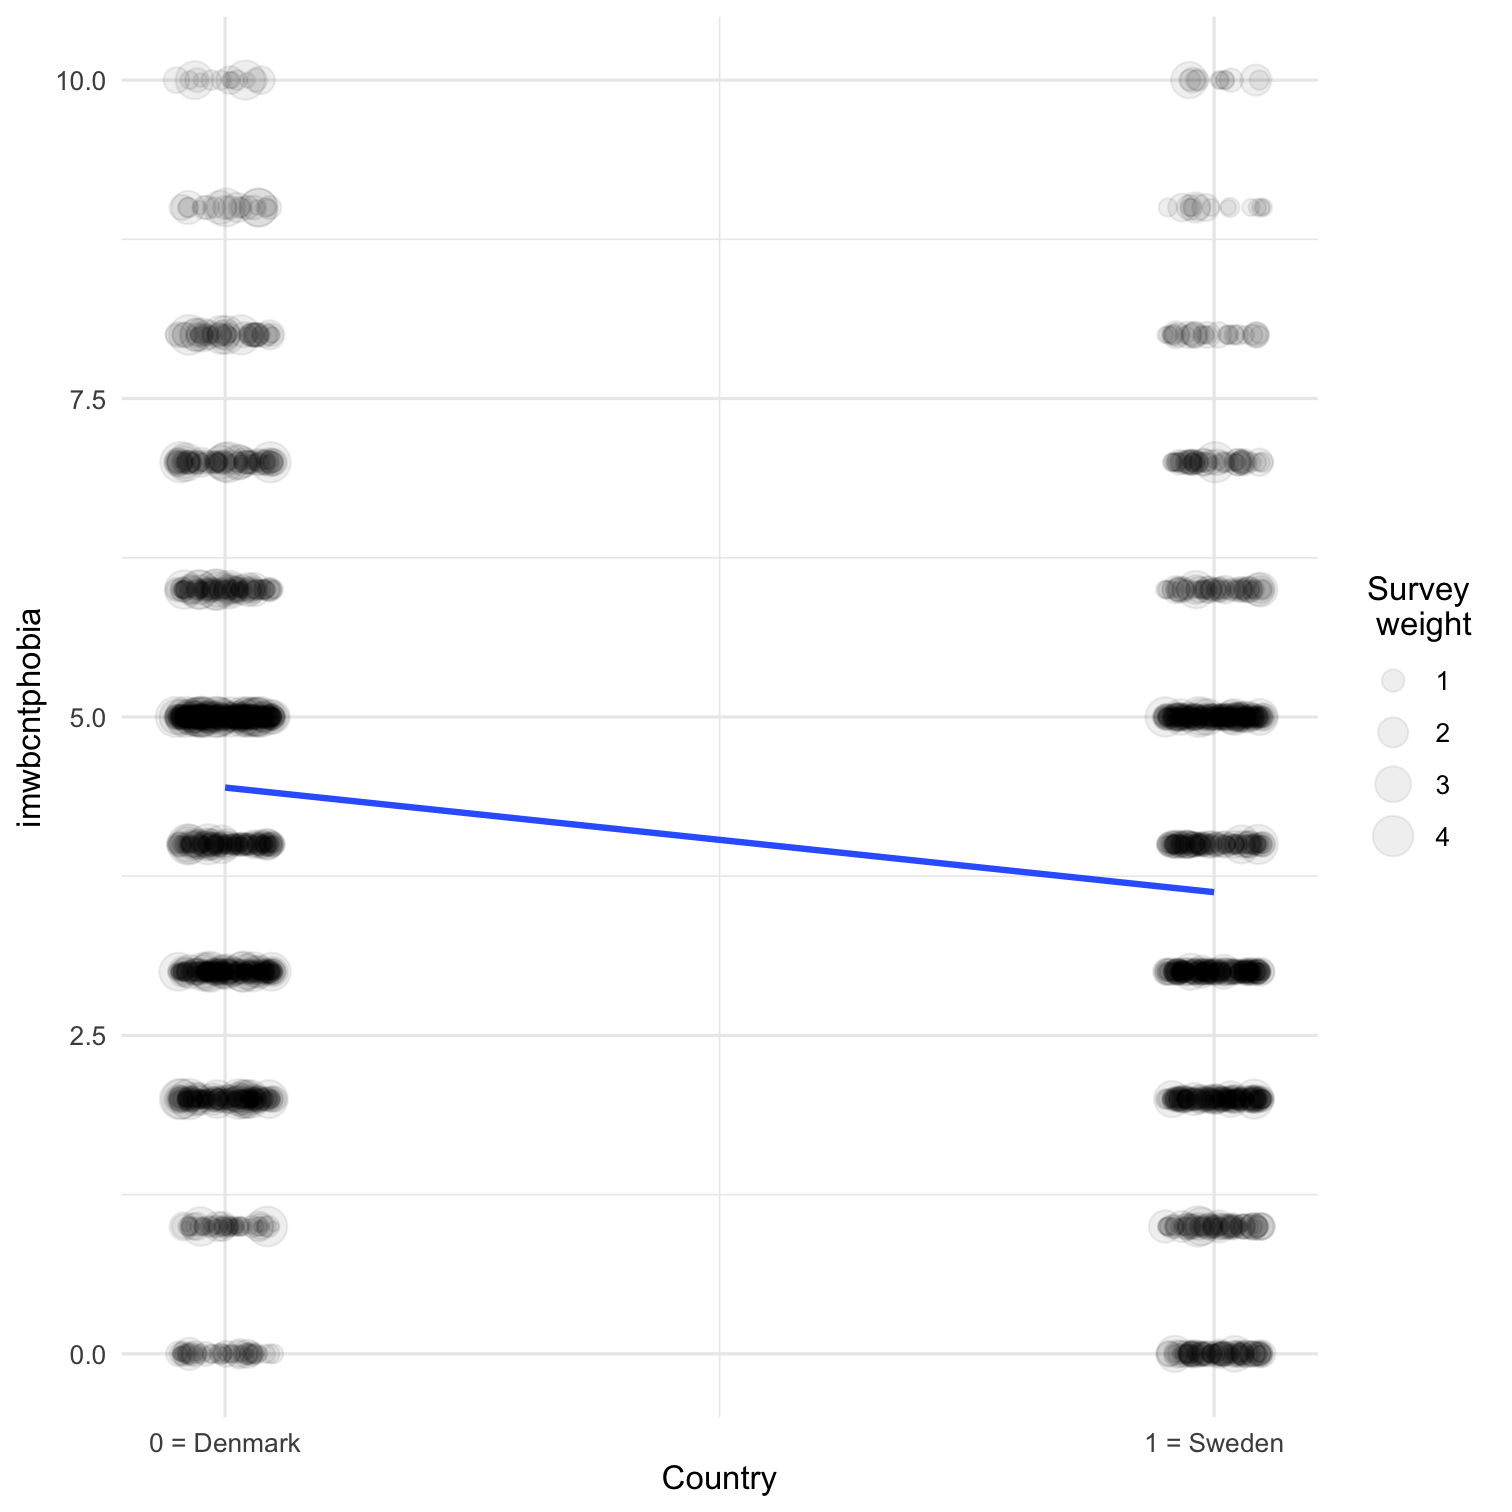 10.0
7.5
5.0
2.5
0.0
imwbcntphobia
0 = Denmark
1 = Sweden
Country
Survey
weight
1
2
3
4